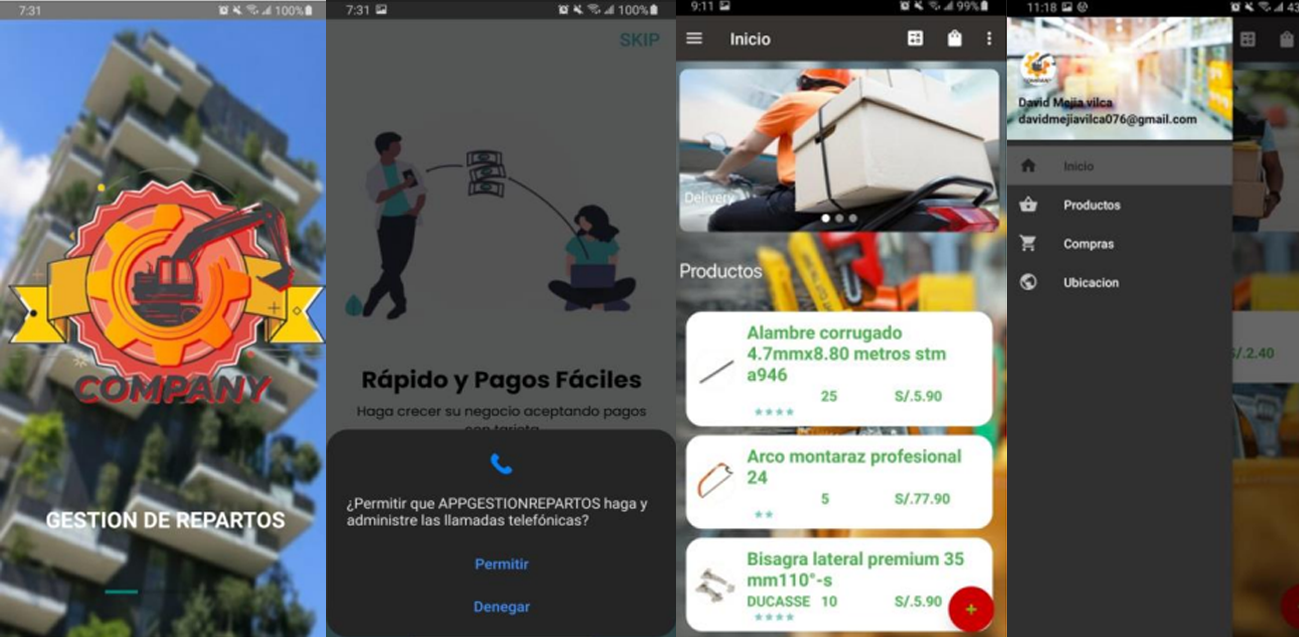 7:31
100%
COMPANY
GESTION DE REPARTOS
7:31
100%
SKIP
Rápido y Pagos Fáciles
Haga crecer su negocio aceptando pagos
con tarjeta
¿Permitir que APPGESTIONREPARTOS haga y
administre las llamadas telefónicas?
Permitir
Denegar
9:11
99%
Inicio
Delivery
Productos
Alambre corrugado
4.7mmx8.80 metros stm
a946
25 S/.5.90
Arco montaraz profesional
24
5 S/.77.90
Bisagra lateral premium 35
mm110°-s
DUCASSE 10 S/.5.90
+
11:18
43
COMPANY
David Mejia vilca
davidmejiavilca076@gmail.com
Inicio
Productos
Compras
Ubicacion
S/.2.40